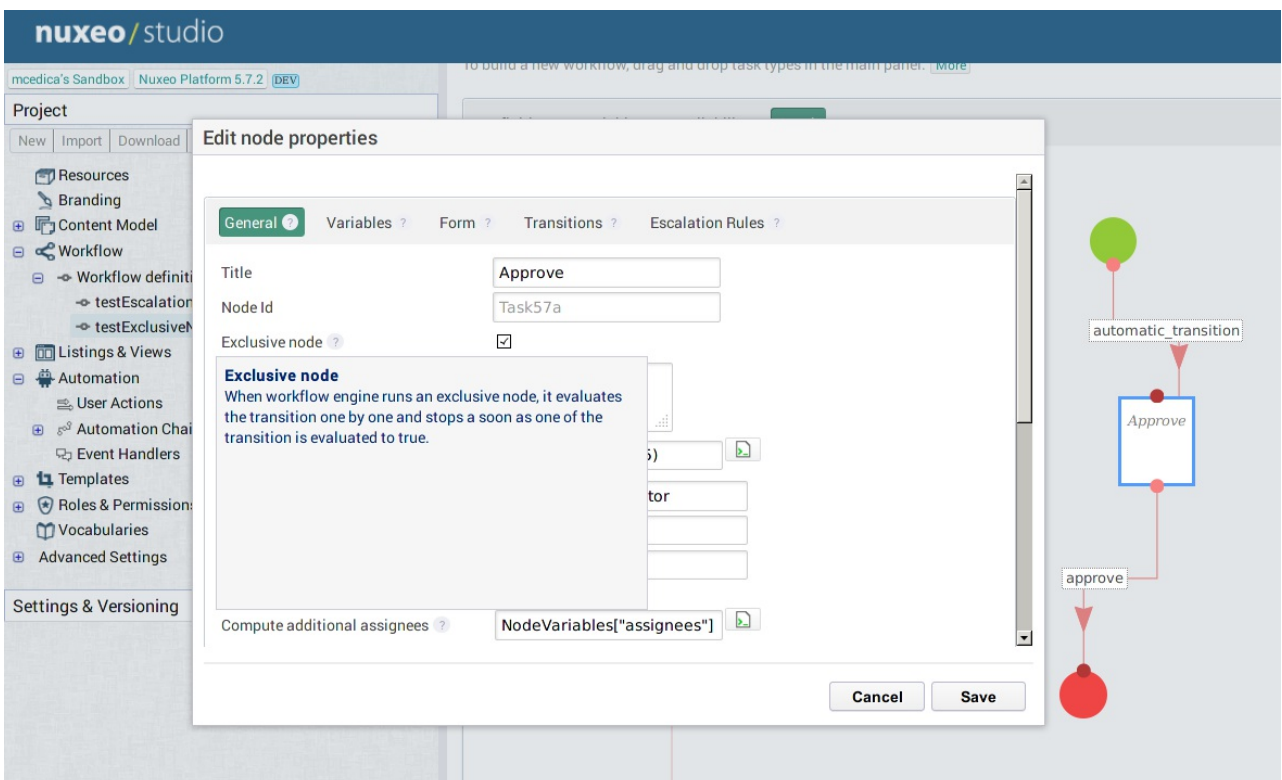 nuxeo/studio
mcedica's Sandbox Nuxeo Platform 5.7.2 DEV
To build a new workflow, drag and drop task types in the main panel. More
Project
New Import Download
Edit node properties
Resources
Branding
Content Model
Workflow
Workflow definiti
testEscalation
testExclusiveN
Listings & Views
Automation
User Actions
Automation Chai
Event Handlers
Templates
Roles & Permission
Vocabularies
Advanced Settings
Settings & Versioning
General ? Variables ? Form ? Transitions ? Escalation Rules ?
Title Approve
Node Id Task57a
Exclusive node ?
Exclusive node
When workflow engine runs an exclusive node, it evaluates
the transition one by one and stops a soon as one of the
transition is evaluated to true.
tor
Compute additional assignees ? NodeVariables["assignees"]
Cancel Save
automatic_transition
Approve
approve